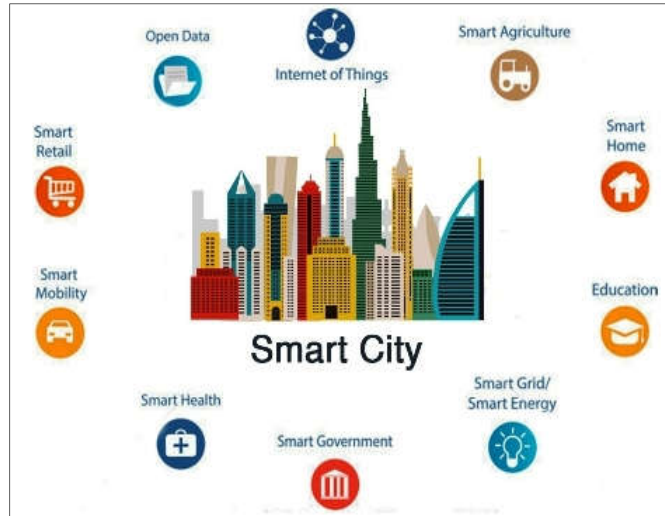 Open Data
Internet of Things
Smart Agriculture
Smart
Retail
Smart
Home
Smart
Mobility
Education
Smart City
Smart Health
Smart Government
Smart Grid/
Smart Energy